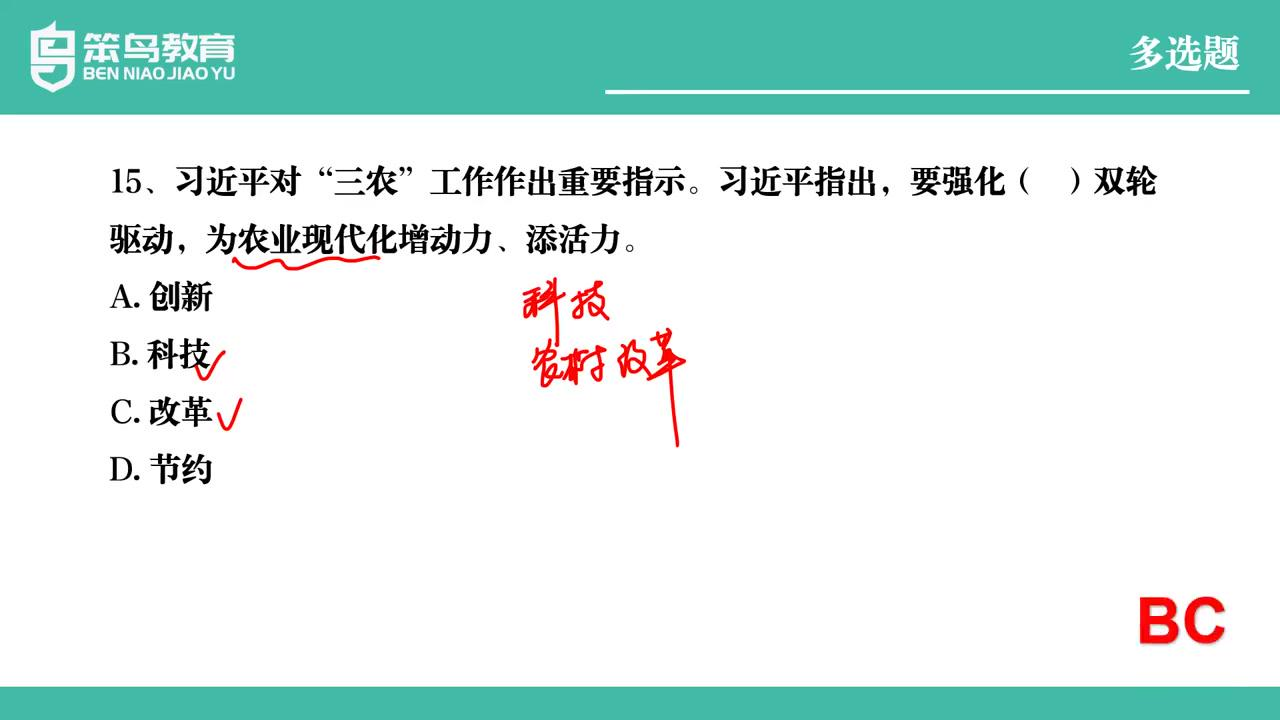 笨鸟教育
BEN NIAO JIAO YU
多选题
15、习近平对“三农”工作作出重要指示。习近平指出，要强化（ ）双轮
驱动，为农业现代化增动力、添活力。
A. 创新
科技
B. 科技
农村改革
C. 改革
D. 节约
BC